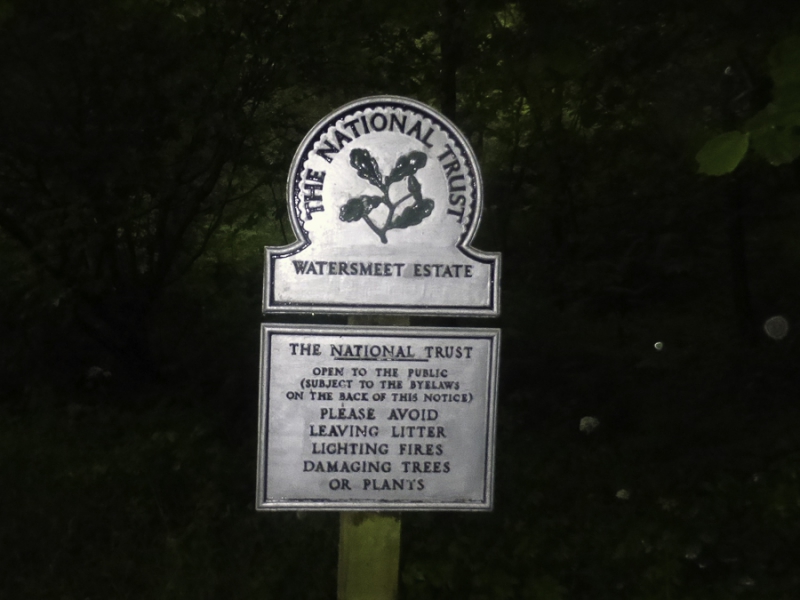 THE NATIONAL TRUST
WATERSMEET ESTATE
THE NATIONAL TRUST
OPEN TO THE PUBLIC
(SUBJECT TO THE BYELAWS
ON THE BACK OF THIS NOTICE)
PLEASE AVOID
LEAVING LITTER
LIGHTING FIRES
DAMAGING TREES
OR PLANTS